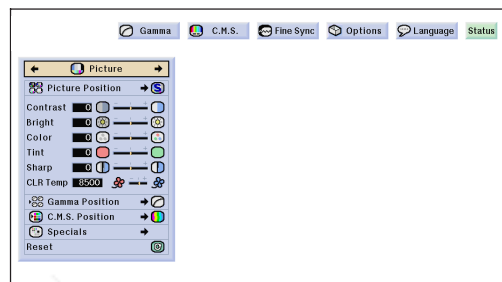 Gamma C.M.S. Fine Sync Options Language Status
Picture
Picture Position S
Contrast 0
Bright 0
Color 0
Tint 0
Sharp 0
CLR Temp 8500
Gamma Position
C.M.S. Position
Specials
Reset